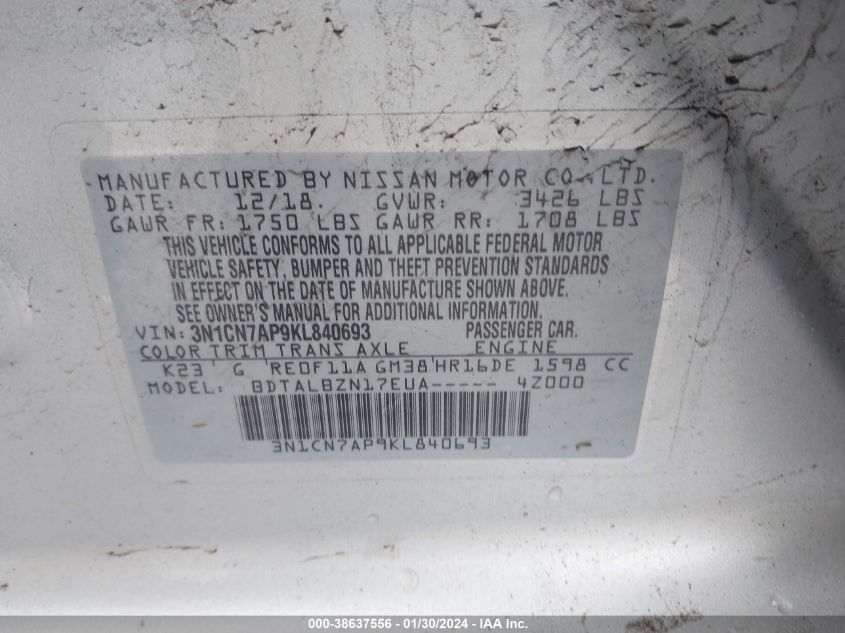 MANUFACTURED BY NISSAN MOTOR CO., LTD.
DATE: 12/18. GVWR: 3426 LBS
GAWR FR: 1750 LBS GAWR RR: 1708 LBS
THIS VEHICLE CONFORMS TO ALL APPLICABLE FEDERAL MOTOR
VEHICLE SAFETY, BUMPER AND THEFT PREVENTION STANDARDS
IN EFFECT ON THE DATE OF MANUFACTURE SHOWN ABOVE.
SEE OWNER'S MANUAL FOR ADDITIONAL INFORMATION.
VIN: 3N1CN7AP9KL840693 PASSENGER CAR.
COLOR TRIM TRANS AXLE ENGINE
K23 G RE0F11A GM38 HR16DE 1598 CC
MODEL: BDTALBZN17EUA----- 4Z000
3N1CN7AP9KL840693
000-38637556 - 01/30/2024 - IAA Inc.